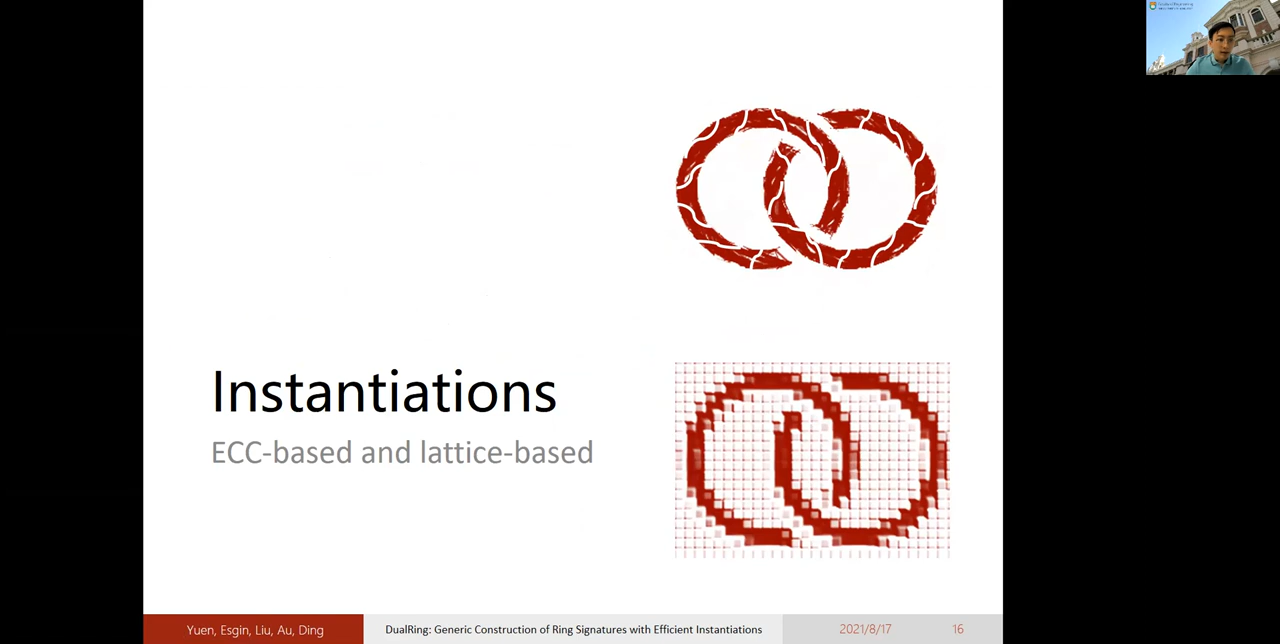 Instantiations
ECC-based and lattice-based
Yuen, Esgin, Liu, Au, Ding
DualRing: Generic Construction of Ring Signatures with Efficient Instantiations
2021/8/17
16